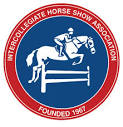 INTERCOLLEGIATE HORSE SHOW ASSOCIATION
FOUNDED 1967